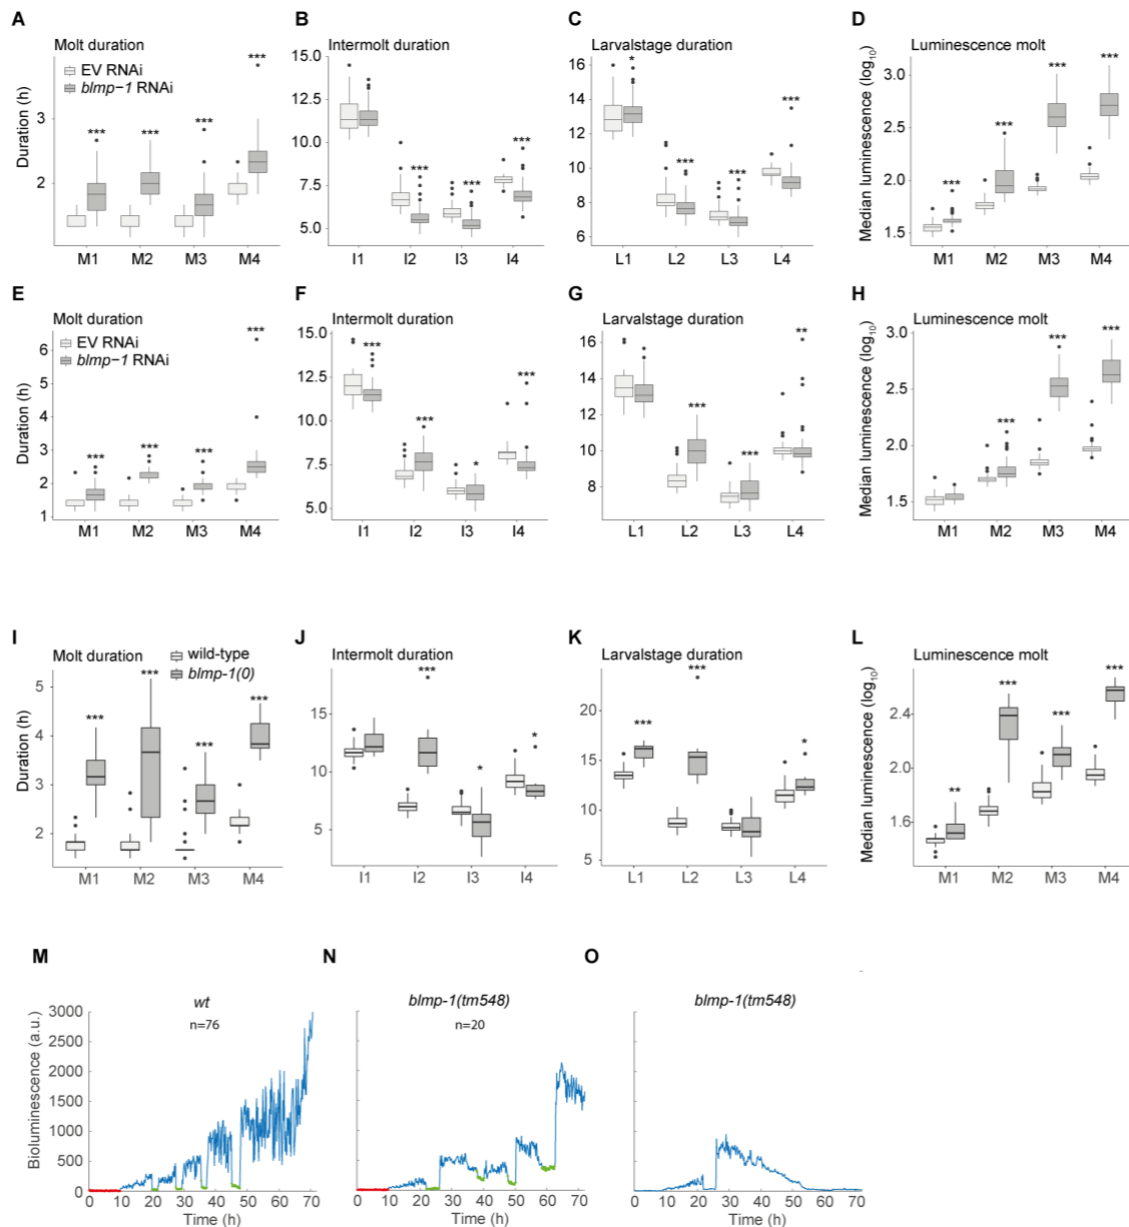 A
B
C
D
Molt duration
Intermolt duration
Larvalstage duration
Luminescence molt
EV RNAi
blmp−1 RNAi
Duration (h)
3
2
M1 M2 M3 M4
*** *** *** ***
15.0
12.5
10.0
7.5
5.0
I1 I2 I3 I4
*** *** ***
16
14
12
10
8
6
L1 L2 L3 L4
* *** *** ***
Median luminescence (log10)
3.0
2.5
2.0
1.5
M1 M2 M3 M4
*** *** *** ***
E
F
G
H
Molt duration
Intermolt duration
Larvalstage duration
Luminescence molt
EV RNAi
blmp−1 RNAi
Duration (h)
6
5
4
3
2
1
M1 M2 M3 M4
*** *** *** ***
15.0
12.5
10.0
7.5
5.0
I1 I2 I3 I4
*** *** * ***
16
14
12
10
8
L1 L2 L3 L4
*** *** **
Median luminescence (log10)
3.0
2.5
2.0
1.5
M1 M2 M3 M4
*** *** ***
I
J
K
L
Molt duration
Intermolt duration
Larvalstage duration
Luminescence molt
wild-type
blmp-1(0)
Duration (h)
5
4
3
2
M1 M2 M3 M4
*** *** *** ***
15
10
5
I1 I2 I3 I4
*** * *
20
15
10
5
L1 L2 L3 L4
*** *** *
Median luminescence (log10)
2.4
2.0
1.6
M1 M2 M3 M4
** *** *** ***
M
N
O
wt
n=76
blmp-1(tm548)
n=20
blmp-1(tm548)
Bioluminescence (a.u.)
3000
2500
2000
1500
1000
500
0
0 10 20 30 40 50 60 70
Time (h)
0 10 20 30 40 50 60 70
Time (h)
0 10 20 30 40 50 60 70
Time (h)